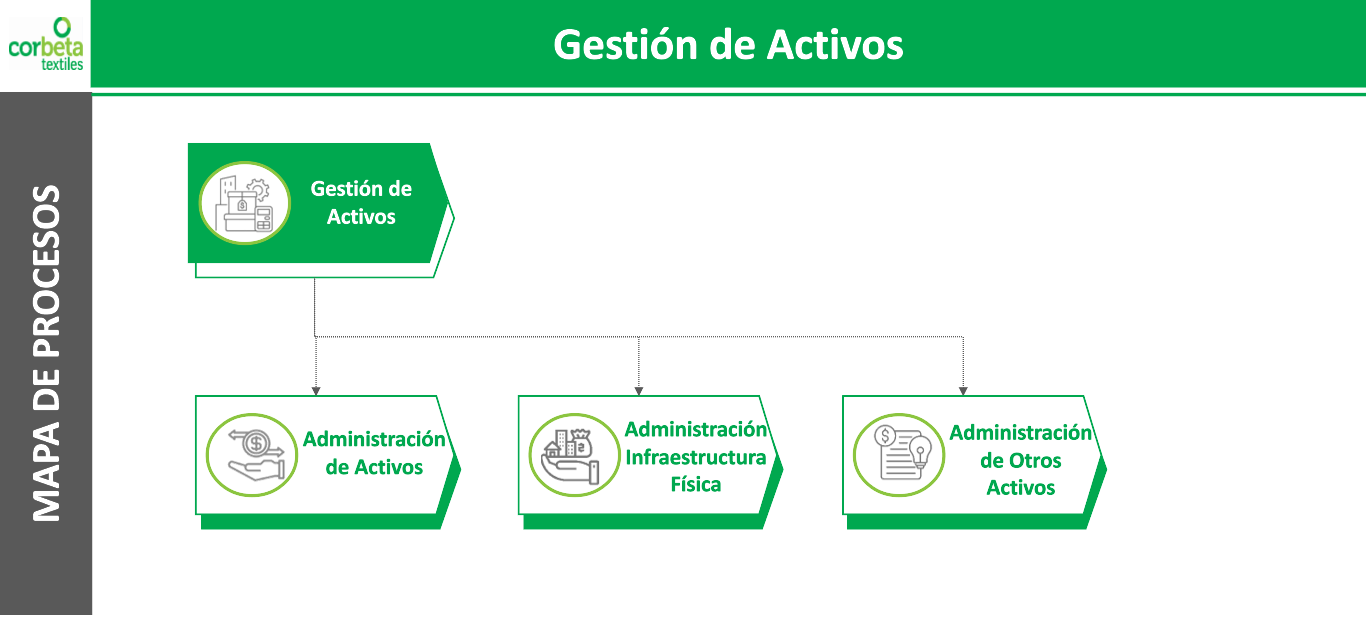 corbeta
textiles
Gestión de Activos
MAPA DE PROCESOS
Gestión de
Activos
Administración
de Activos
Administración
Infraestructura
Física
Administración
de Otros
Activos